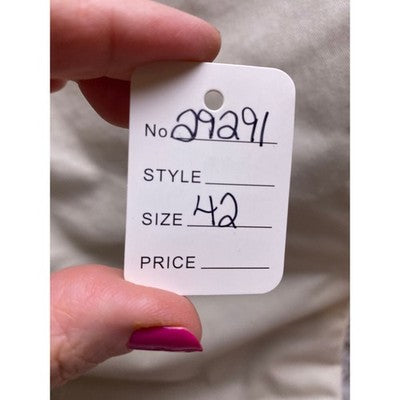 No 29291
STYLE
SIZE 42
PRICE